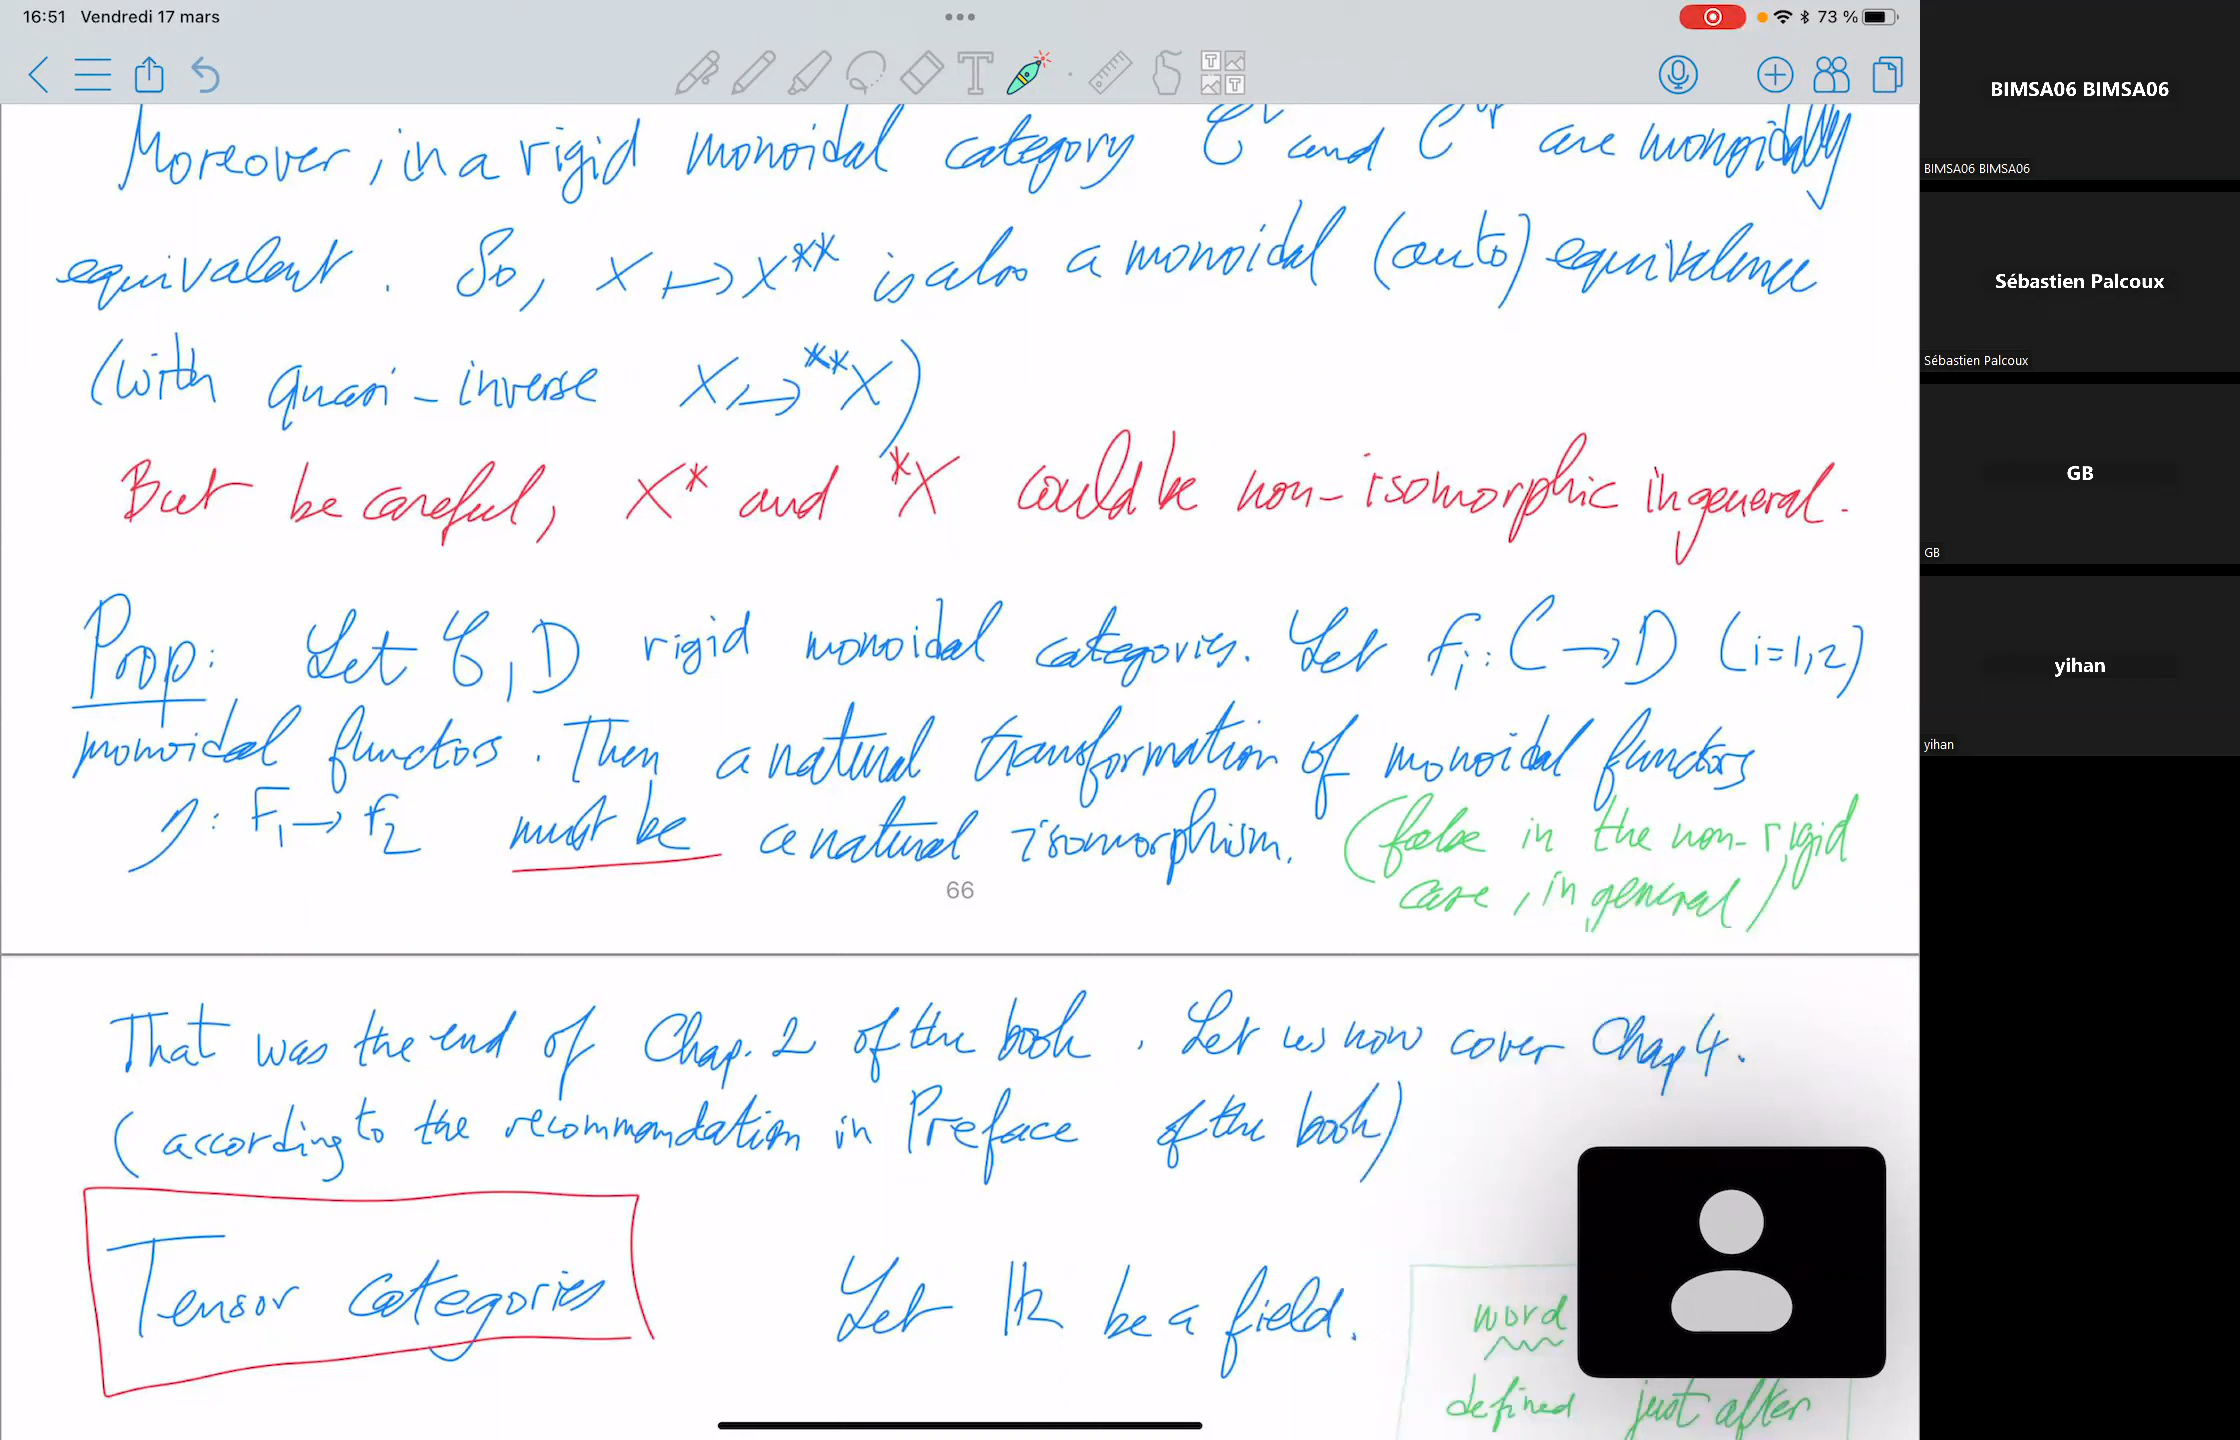 16:51 Vendredi 17 mars
73 %
Moreover, in a rigid monoidal category C^v and C^op are monoidally
equivalent. So, X ↦ X** is also a monoidal (auto) equivalence
(with quasi-inverse X ↦ **X)
But be careful, X* and *X could be non-isomorphic in general.
Prop: Let C, D rigid monoidal categories. Let F_i : C → D (i=1,2)
monoidal functors. Then a natural transformation of monoidal functors
η: F_1 → F_2 must be a natural isomorphism. (false in the non-rigid
case, in general)
66
That was the end of Chap. 2 of the book. Let us now cover Chap 4.
(according to the recommandation in Preface of the book)
Tensor categories Let 𝕜 be a field.
word
defined just after
BIMSA06 BIMSA06
BIMSA06 BIMSA06
Sébastien Palcoux
Sébastien Palcoux
GB
GB
yihan
yihan